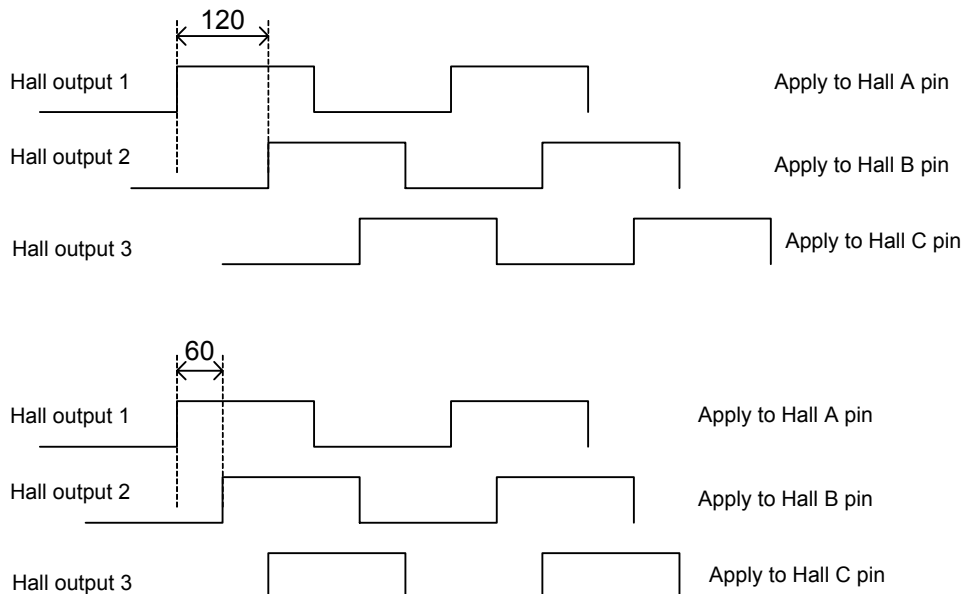 120
Hall output 1 Apply to Hall A pin
Hall output 2 Apply to Hall B pin
Hall output 3 Apply to Hall C pin
60
Hall output 1 Apply to Hall A pin
Hall output 2 Apply to Hall B pin
Hall output 3 Apply to Hall C pin